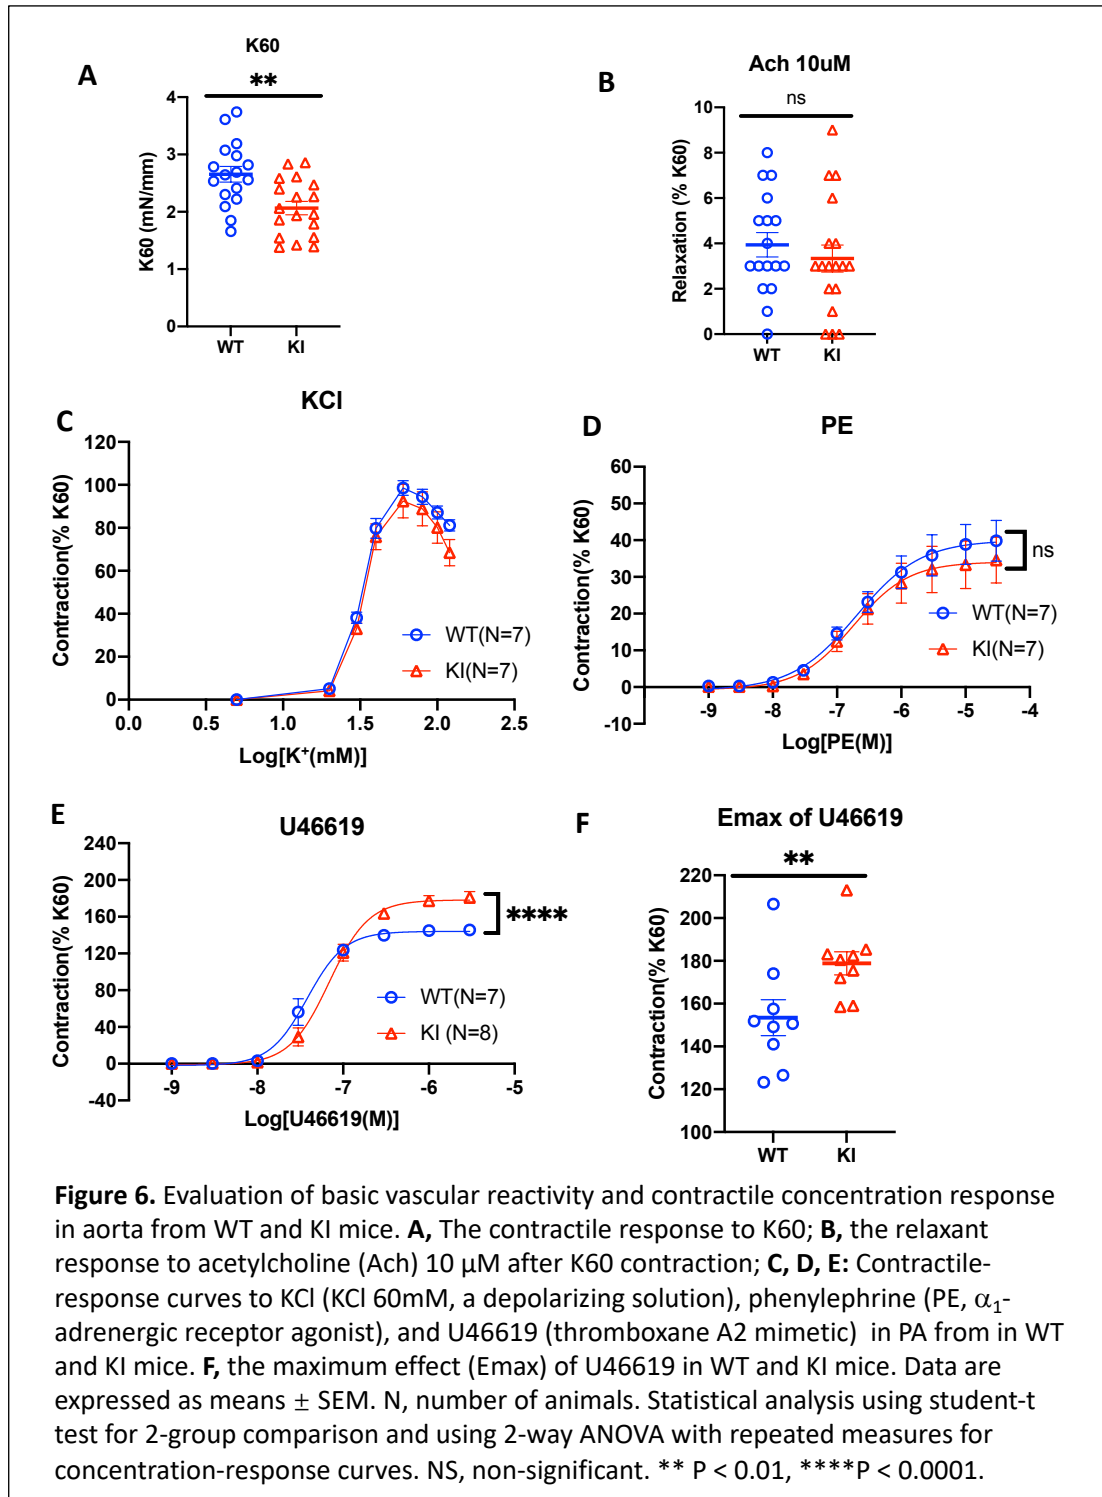 K60
A
**
K60 (mN/mm)
4
3
2
1
0
WT
KI
Ach 10uM
B
ns
Relaxation (% K60)
10
8
6
4
2
0
WT
KI
KCl
C
Contraction(% K60)
120
100
80
60
40
20
0
WT(N=7)
KI(N=7)
0.0 0.5 1.0 1.5 2.0 2.5
Log[K⁺(mM)]
PE
D
Contraction(% K60)
60
50
40
30
20
10
0
-10
ns
WT(N=7)
KI(N=7)
-9 -8 -7 -6 -5 -4
Log[PE(M)]
E
U46619
Contraction(% K60)
240
200
160
120
80
40
0
-40
****
WT(N=7)
KI (N=8)
-9 -8 -7 -6 -5
Log[U46619(M)]
F
Emax of U46619
**
Contraction(% K60)
220
200
180
160
140
120
100
WT
KI
Figure 6. Evaluation of basic vascular reactivity and contractile concentration response
in aorta from WT and KI mice. A, The contractile response to K60; B, the relaxant
response to acetylcholine (Ach) 10 μM after K60 contraction; C, D, E: Contractile-
response curves to KCl (KCl 60mM, a depolarizing solution), phenylephrine (PE, α₁-
adrenergic receptor agonist), and U46619 (thromboxane A2 mimetic) in PA from in WT
and KI mice. F, the maximum effect (Emax) of U46619 in WT and KI mice. Data are
expressed as means ± SEM. N, number of animals. Statistical analysis using student-t
test for 2-group comparison and using 2-way ANOVA with repeated measures for
concentration-response curves. NS, non-significant. ** P < 0.01, ****P < 0.0001.